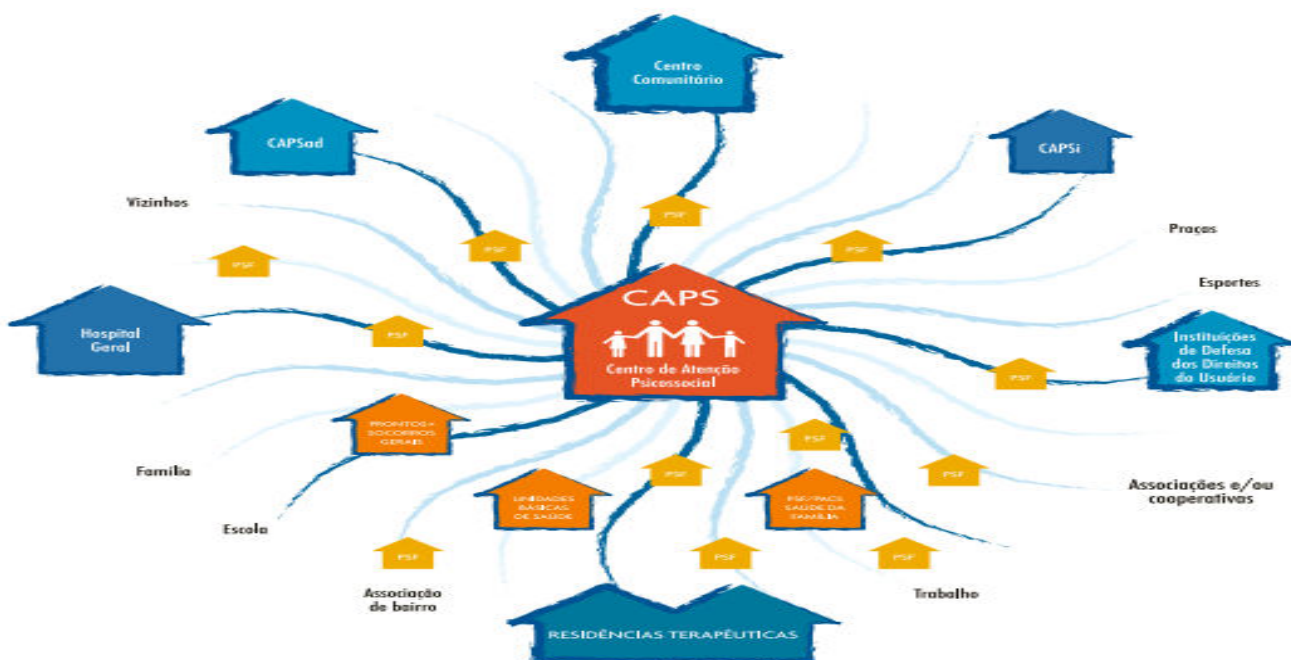 Centro
Comunitário
CAPSad
CAPSi
Vizinhos
PSF
PSF
PSF
Praças
PSF
Esportes
CAPS
Centro de Atenção
Psicossocial
Hospital
Geral
PSF
Instituições
de Defesa
dos Direitos
do Usuário
PSF
PRONTOS-
SOCORROS
GERAIS
PSF
Família
PSF
PSF
Associações e/ou
cooperativas
UNIDADES
BÁSICAS
DE SAÚDE
PSF/PACS
SAÚDE DA
FAMÍLIA
Escola
PSF
PSF
PSF
Associação
de bairro
Trabalho
RESIDÊNCIAS TERAPÊUTICAS